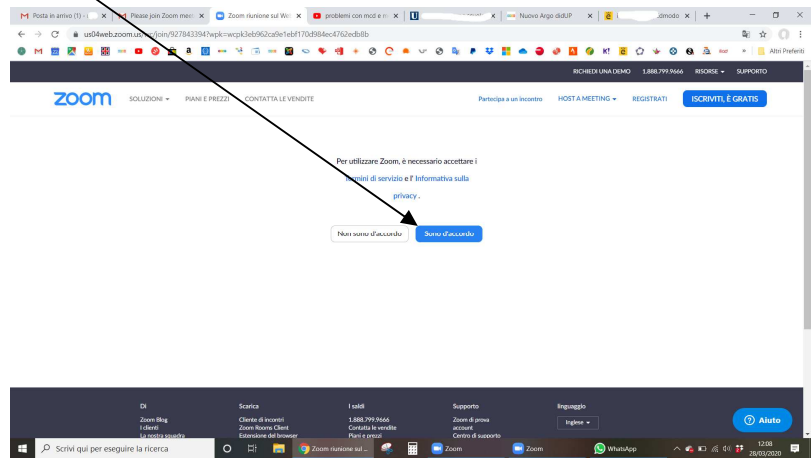 Posta in arrivo (1) -
Please join Zoom meet
Zoom riunione sul We
problemi con mcd e m
Nuovo Argo didUP
dmodo
us04web.zoom.us/
/join/92784339​4?wpk=wcpk3eb962ca9e1ebf170d984ec4762edb8b
Altri Preferiti
RICHIEDI UNA DEMO 1.888.799.9666 RISORSE SUPPORTO
zoom SOLUZIONI PIANI E PREZZI CONTATTA LE VENDITE Partecipa a un incontro HOST A MEETING REGISTRATI ISCRIVITI, È GRATIS
Per utilizzare Zoom, è necessario accettare i
Termini di servizio e l' Informativa sulla
privacy .
Non sono d'accordo Sono d'accordo
Di Scarica I saldi Supporto linguaggio
Zoom Blog Cliente di incontri 1.888.799.9666 Zoom di prova
I clienti Zoom Rooms Client Contatta le vendite account Inglese
La nostra squadra Estensione del browser Piani e prezzi Centro di supporto
Aiuto
Scrivi qui per eseguire la ricerca Zoom riunione sul ... Zoom Zoom WhatsApp 12:08
28/03/2020